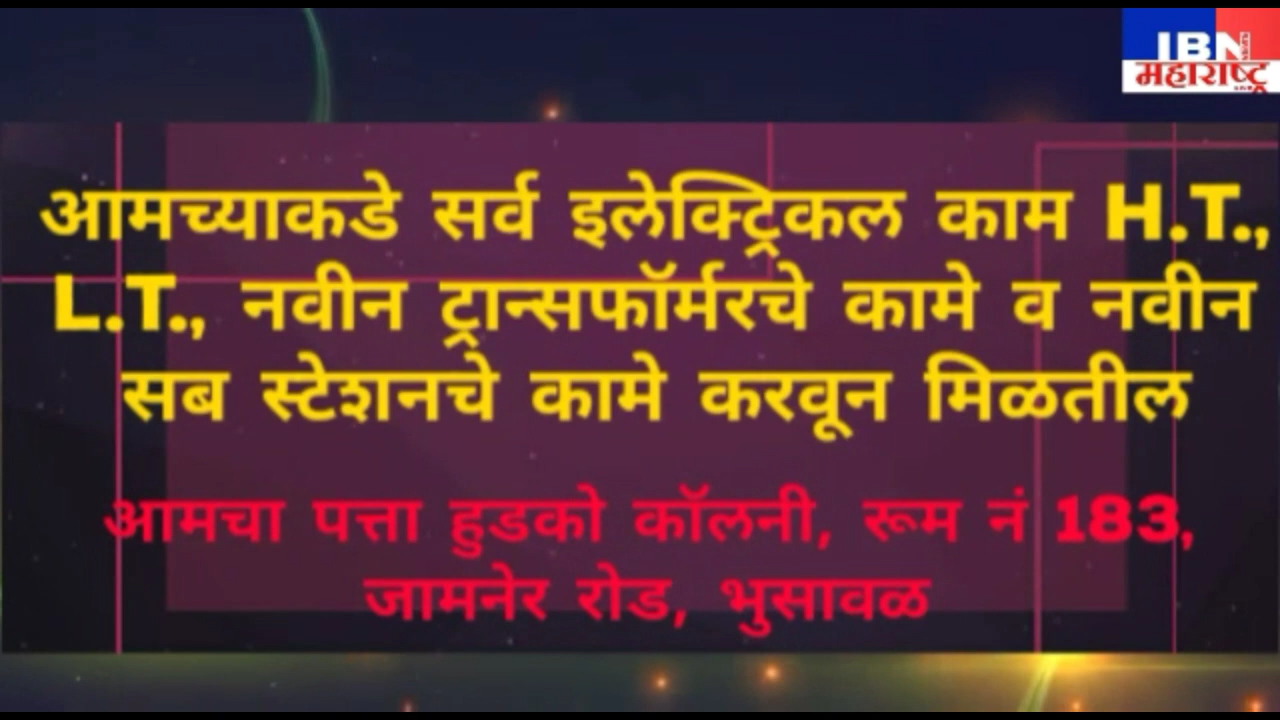 IBN
महाराष्ट्र
आमच्याकडे सर्व इलेक्ट्रिकल काम H.T.,
L.T., नवीन ट्रान्सफॉर्मरचे कामे व नवीन
सब स्टेशनचे कामे करवून मिळतील
आमचा पत्ता हुडको कॉलनी, रूम नं 183,
जामनेर रोड, भुसावळ